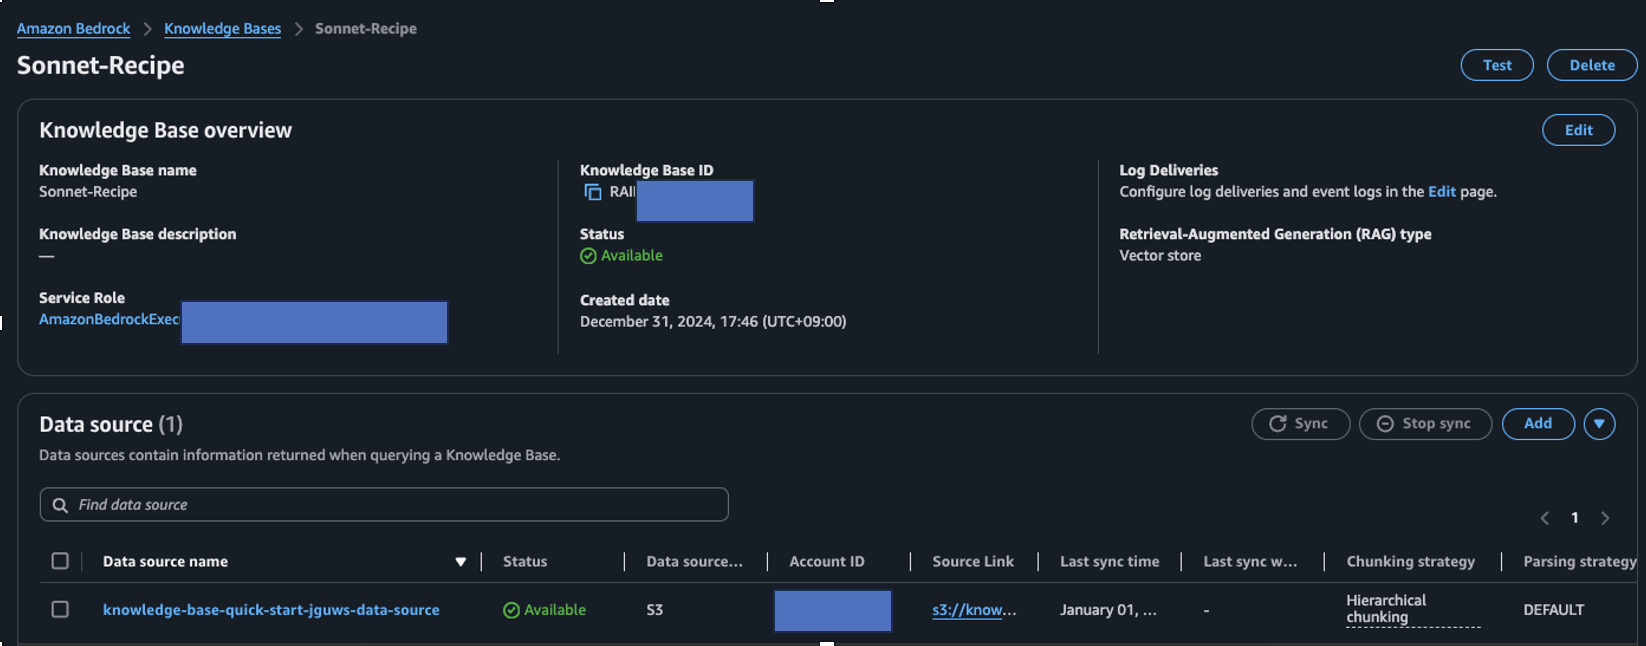 Amazon Bedrock > Knowledge Bases > Sonnet-Recipe
Sonnet-Recipe
Test
Delete
Knowledge Base overview
Edit
Knowledge Base name
Sonnet-Recipe
Knowledge Base description
—
Service Role
AmazonBedrockExec
Knowledge Base ID
RAI
Status
Available
Created date
December 31, 2024, 17:46 (UTC+09:00)
Log Deliveries
Configure log deliveries and event logs in the Edit page.
Retrieval-Augmented Generation (RAG) type
Vector store
Data source (1)
Sync
Stop sync
Add
Data sources contain information returned when querying a Knowledge Base.
Find data source
1
Data source name
Status
Data source...
Account ID
Source Link
Last sync time
Last sync w...
Chunking strategy
Parsing strategy
knowledge-base-quick-start-jguws-data-source
Available
S3
s3://know...
January 01, ...
-
Hierarchical
chunking
DEFAULT